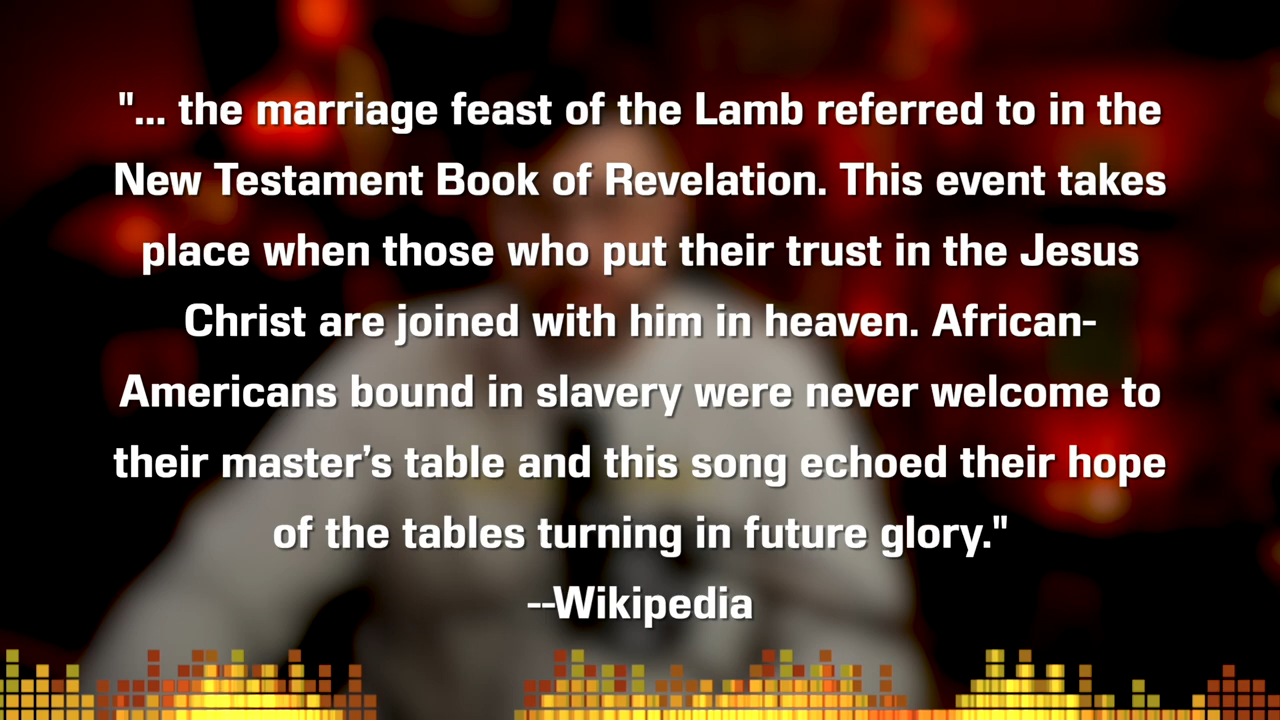 "... the marriage feast of the Lamb referred to in the
New Testament Book of Revelation. This event takes
place when those who put their trust in the Jesus
Christ are joined with him in heaven. African-
Americans bound in slavery were never welcome to
their master’s table and this song echoed their hope
of the tables turning in future glory."
--Wikipedia